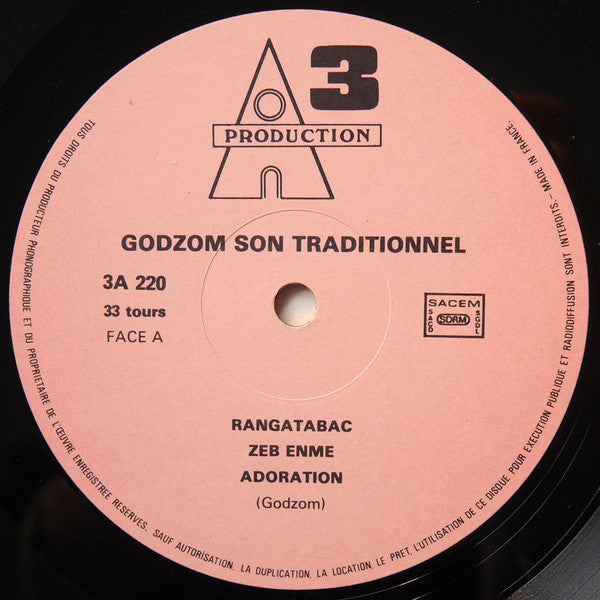 3
PRODUCTION
GODZOM SON TRADITIONNEL
3A 220
33 tours
FACE A
SACEM
SACD
SDRM
SGDL
RANGATABAC
ZEB ENME
ADORATION
(Godzom)
TOUS DROITS DU PRODUCTEUR PHONOGRAPHIQUE ET DU PROPRIETAIRE DE L'ŒUVRE ENREGISTREE RESERVES. SAUF AUTORISATION, LA DUPLICATION, LA LOCATION, LE PRET, L'UTILISATION DE CE DISQUE POUR EXECUTION PUBLIQUE ET RADIODIFFUSION SONT INTERDITS. - MADE IN FRANCE.